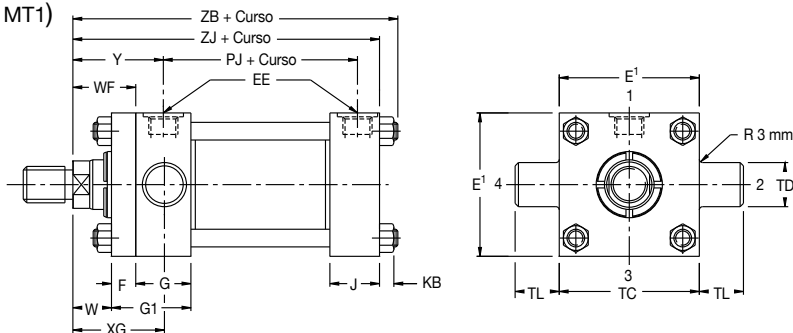 MT1)
ZB + Curso
ZJ + Curso
Y
PJ + Curso
WF
EE
E¹
1
R 3 mm
E¹
4
2
TD
3
F
G
J
KB
W
G1
XG
TL
TC
TL